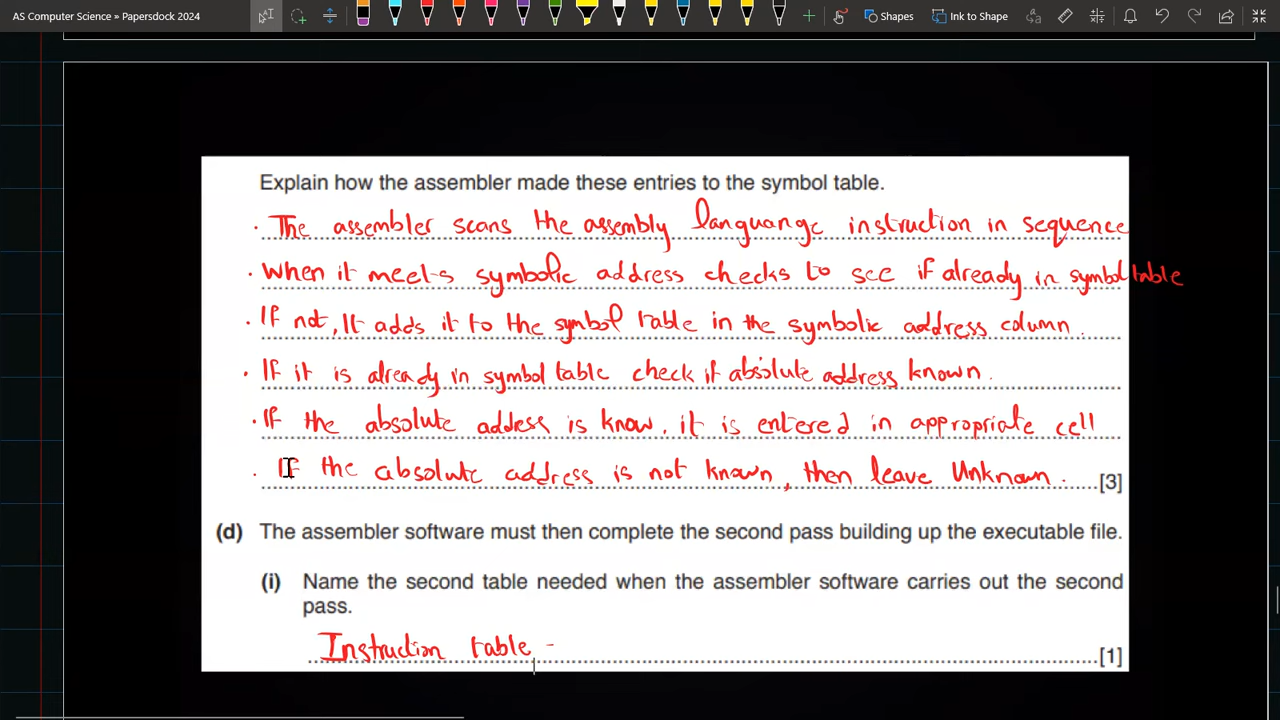 AS Computer Science » Papersdock 2024
Shapes
Ink to Shape
Explain how the assembler made these entries to the symbol table.
. The assembler scans the assembly languange instruction in sequence
. when it meets symbolic address checks to see if already in symbol table
. If not, It adds it to the symbol table in the symbolic address column.
. If it is already in symbol table check if absolute address known.
. If the absolute address is know, it is entered in appropriate cell
. If the absolute address is not known, then leave Unknown. [3]
(d) The assembler software must then complete the second pass building up the executable file.
(i) Name the second table needed when the assembler software carries out the second
pass.
Instruction table - [1]